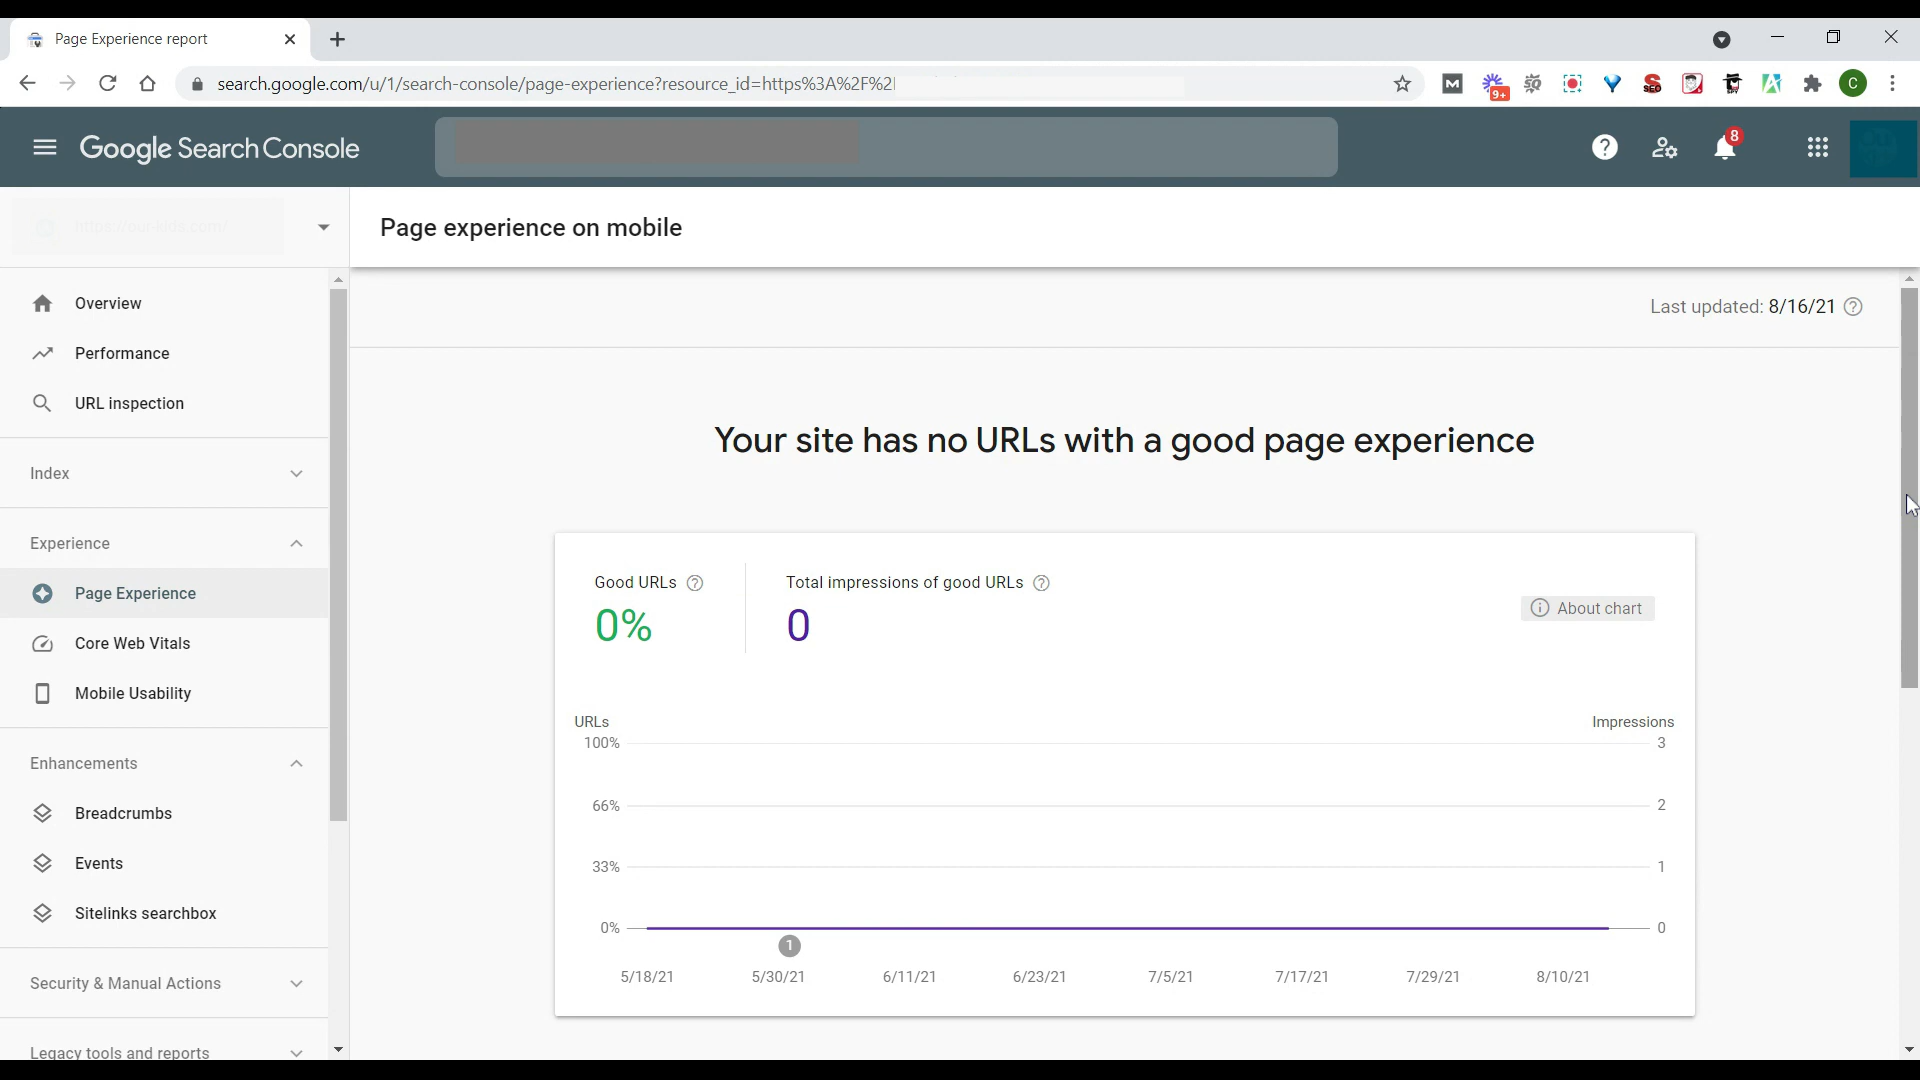 Page Experience report
search.google.com/u/1/search-console/page-experience?resource_id=https%3A%2F%2
9+
SEO
C
Google Search Console
8
Page experience on mobile
Overview
Performance
URL inspection
Index
Experience
Page Experience
Core Web Vitals
Mobile Usability
Enhancements
Breadcrumbs
Events
Sitelinks searchbox
Security & Manual Actions
Legacy tools and reports
Last updated: 8/16/21
Your site has no URLs with a good page experience
Good URLs
0%
Total impressions of good URLs
0
About chart
URLs
Impressions
100% 3
66% 2
33% 1
0% 0
1
5/18/21 5/30/21 6/11/21 6/23/21 7/5/21 7/17/21 7/29/21 8/10/21